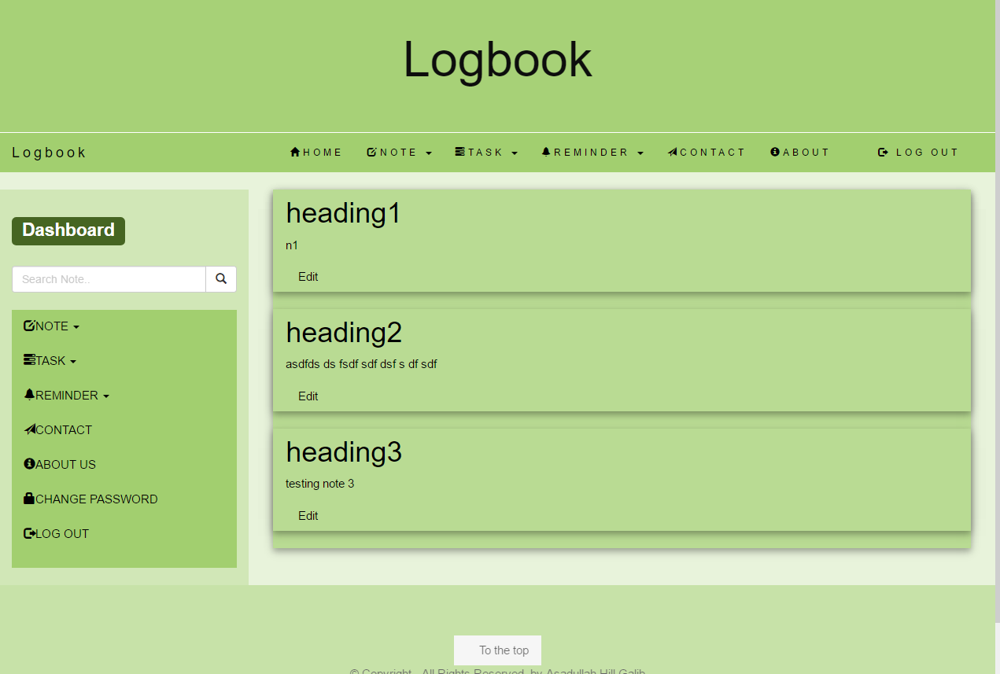 Logbook
Logbook HOME NOTE TASK REMINDER CONTACT ABOUT LOG OUT
Dashboard
Search Note..
NOTE
TASK
REMINDER
CONTACT
ABOUT US
CHANGE PASSWORD
LOG OUT
heading1
n1
Edit
heading2
asdfds ds fsdf sdf dsf s df sdf
Edit
heading3
testing note 3
Edit
To the top
© Copyright - All Rights Reserved. by Asadullah Hill Galib